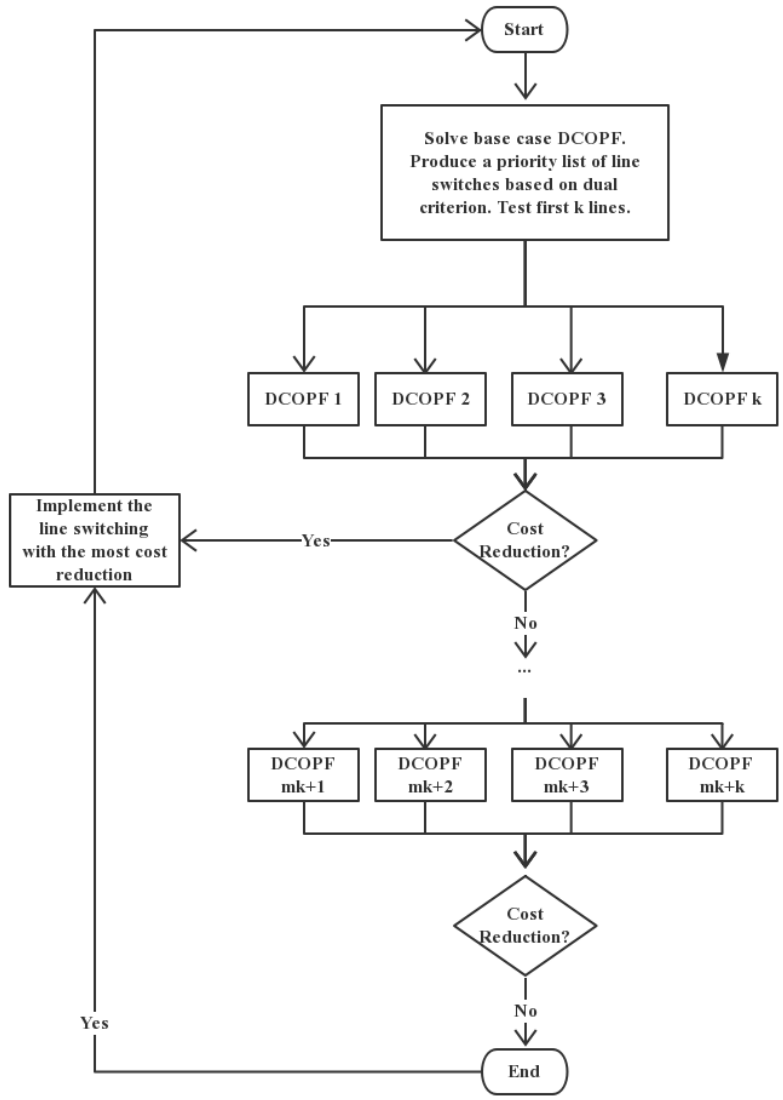 Start
Solve base case DCOPF.
Produce a priority list of line
switches based on dual
criterion. Test first k lines.
DCOPF 1
DCOPF 2
DCOPF 3
DCOPF k
Implement the
line switching
with the most cost
reduction
Yes
Cost
Reduction?
No
...
DCOPF
mk+1
DCOPF
mk+2
DCOPF
mk+3
DCOPF
mk+k
Cost
Reduction?
No
Yes
End